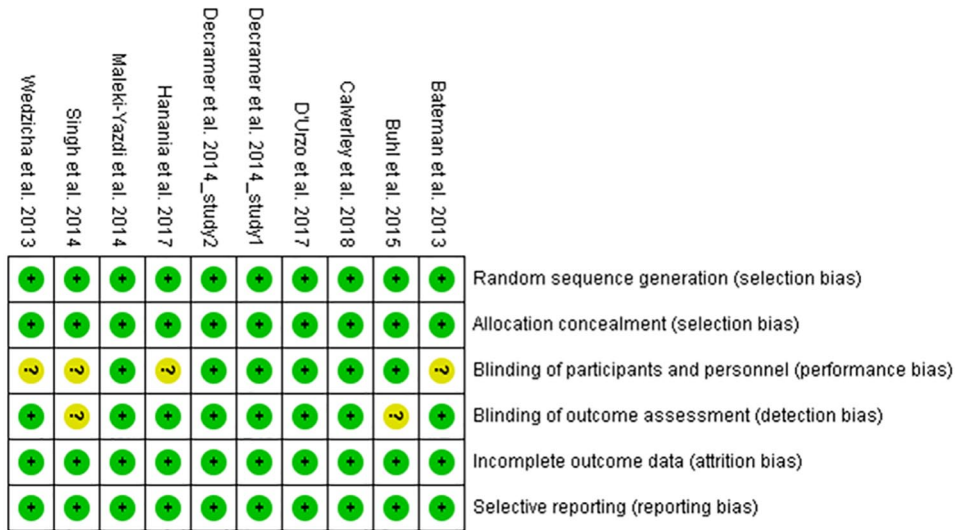 Wedzicha et al. 2013
Singh et al. 2014
Maleki-Yazdi et al. 2014
Hanania et al. 2017
Decramer et al. 2014_study2
Decramer et al. 2014_study1
D'Urzo et al. 2017
Calverley et al. 2018
Buhl et al. 2015
Bateman et al. 2013
+ + + + + + + + + + Random sequence generation (selection bias)
+ + + + + + + + + + Allocation concealment (selection bias)
? ? + ? + + + + + ? Blinding of participants and personnel (performance bias)
+ ? + + + + + + ? + Blinding of outcome assessment (detection bias)
+ + + + + + + + + + Incomplete outcome data (attrition bias)
+ + + + + + + + + + Selective reporting (reporting bias)